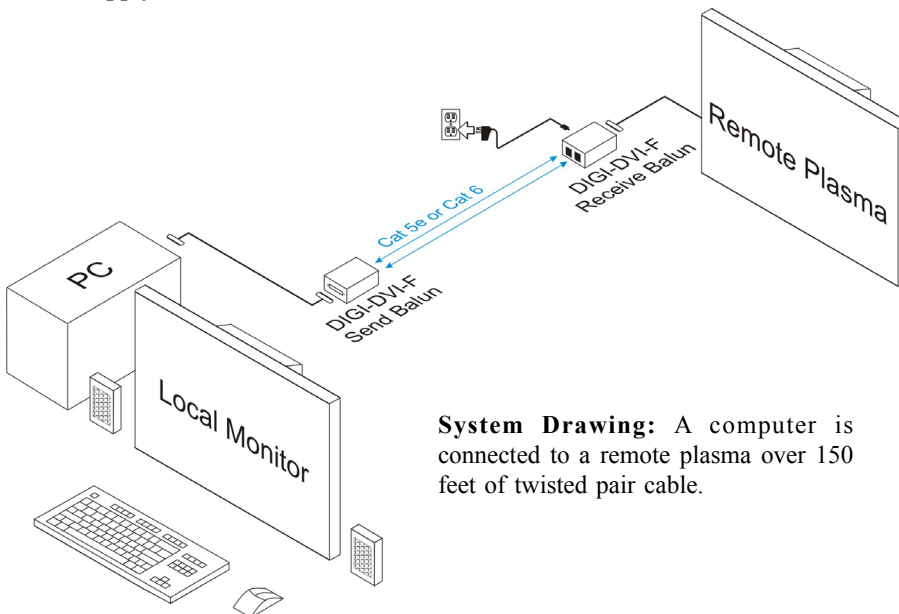 Remote Plasma
DIGI-DVI-F
Receive Balun
Cat 5e or Cat 6
PC
DIGI-DVI-F
Send Balun
Local Monitor
System Drawing: A computer is
connected to a remote plasma over 150
feet of twisted pair cable.